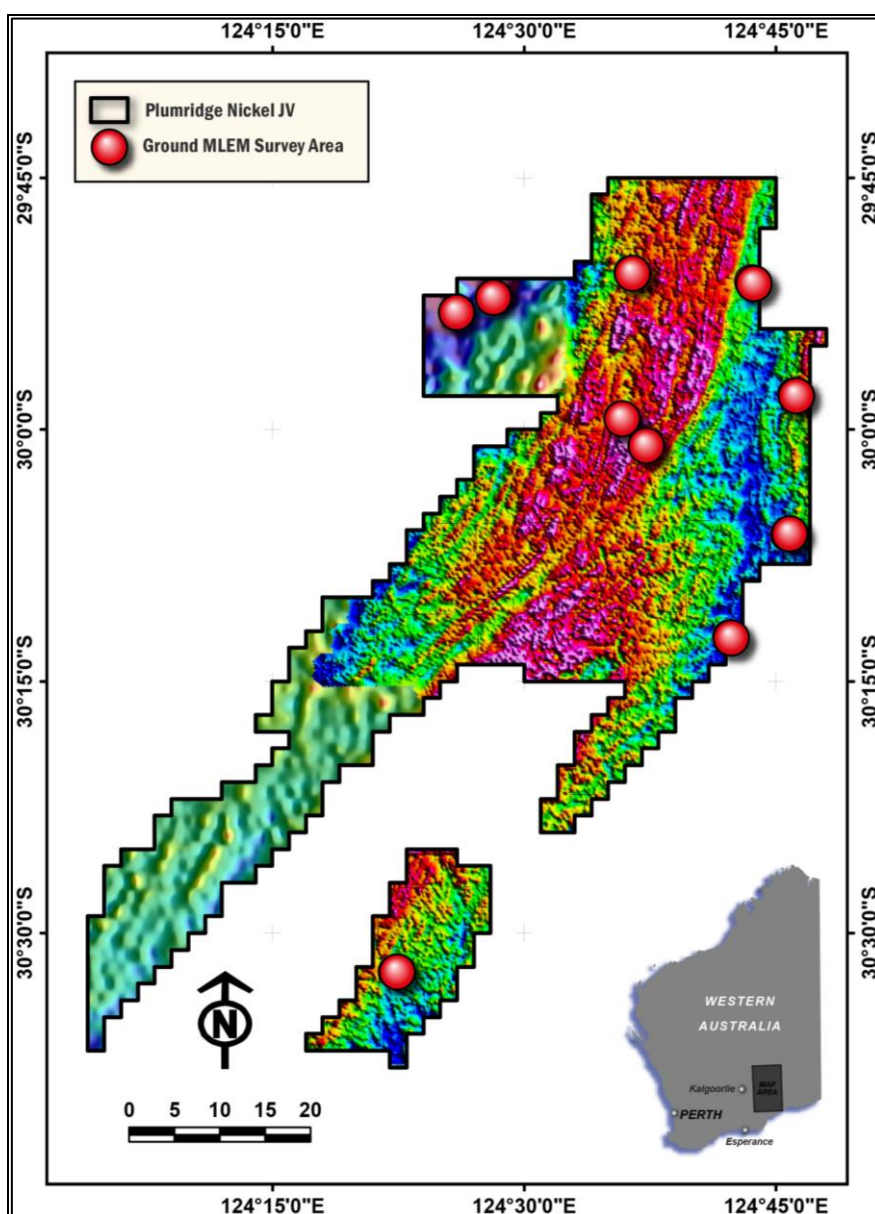 124°15'0"E 124°30'0"E 124°45'0"E
Plumridge Nickel JV
Ground MLEM Survey Area
29°45'0"S 29°45'0"S
30°0'0"S 30°0'0"S
30°15'0"S 30°15'0"S
30°30'0"S 30°30'0"S
N
0 5 10 15 20
WESTERN
AUSTRALIA
Kalgoorlie
MAP
AREA
PERTH
Esperance
124°15'0"E 124°30'0"E 124°45'0"E